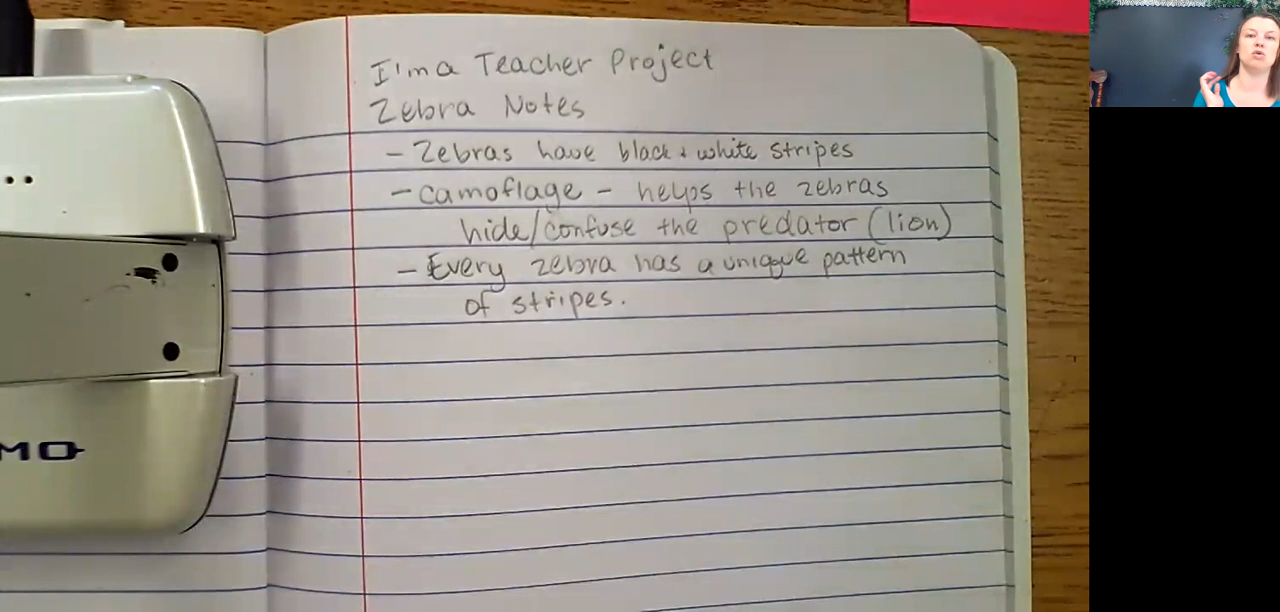 I'm a Teacher Project
Zebra Notes
- Zebras have black & white stripes
- camoflage - helps the zebras
hide/confuse the predator (lion)
- Every zebra has a unique pattern
of stripes.
MO